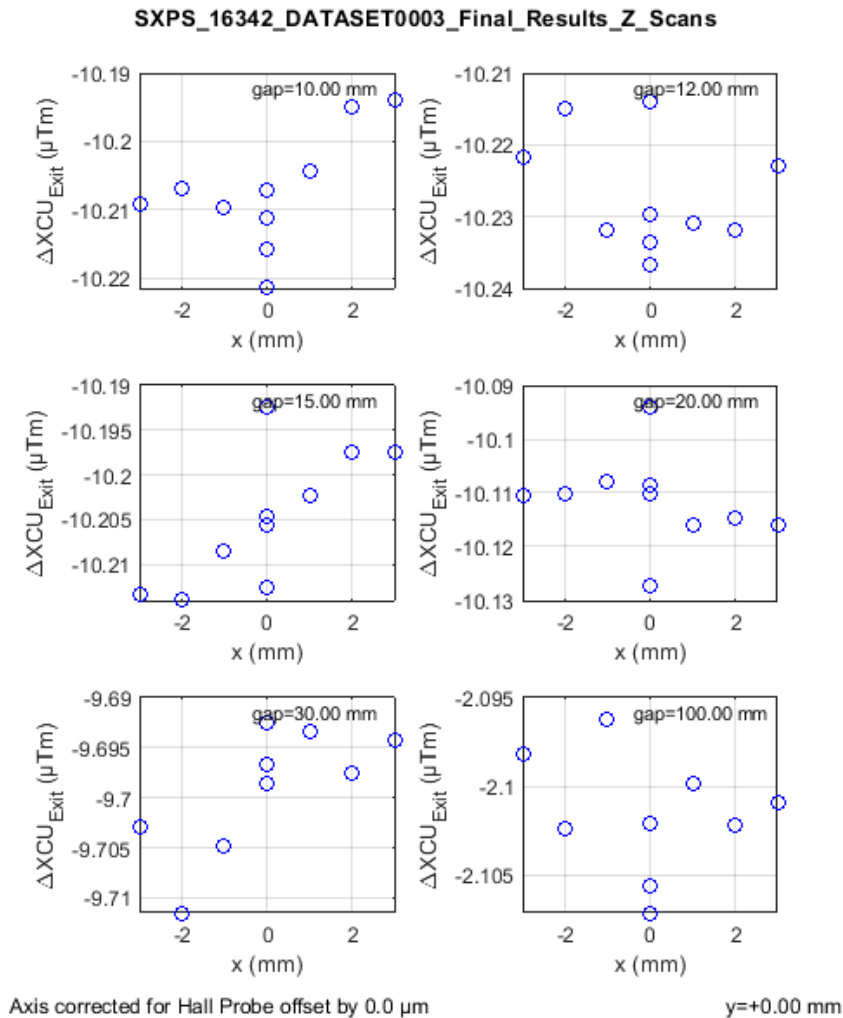 SXPS_16342_DATASET0003_Final_Results_Z_Scans
gap=10.00 mm
ΔXCU_Exit (µTm)
-10.19
-10.2
-10.21
-10.22
-2 0 2
x (mm)
gap=12.00 mm
ΔXCU_Exit (µTm)
-10.21
-10.22
-10.23
-10.24
-2 0 2
x (mm)
gap=15.00 mm
ΔXCU_Exit (µTm)
-10.19
-10.195
-10.2
-10.205
-10.21
-2 0 2
x (mm)
gap=20.00 mm
ΔXCU_Exit (µTm)
-10.09
-10.1
-10.11
-10.12
-10.13
-2 0 2
x (mm)
gap=30.00 mm
ΔXCU_Exit (µTm)
-9.69
-9.695
-9.7
-9.705
-9.71
-2 0 2
x (mm)
gap=100.00 mm
ΔXCU_Exit (µTm)
-2.095
-2.1
-2.105
-2 0 2
x (mm)
Axis corrected for Hall Probe offset by 0.0 µm
y=+0.00 mm